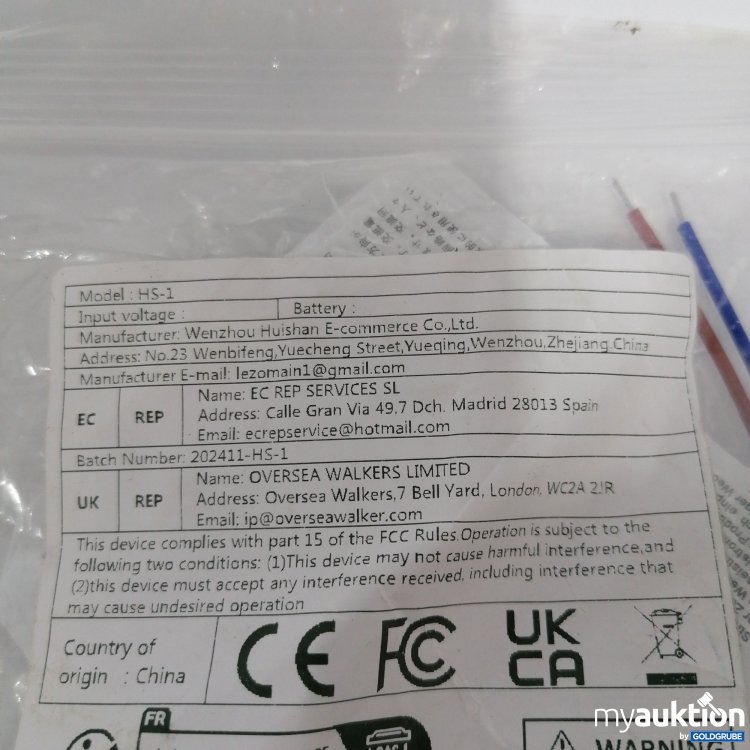 Model : HS-1
Input voltage : Battery :
Manufacturer: Wenzhou Huishan E-commerce Co.,Ltd.
Address: No.23 Wenbifeng,Yuecheng Street,Yueqing,Wenzhou,Zhejiang.China
Manufacturer E-mail: lezomain1@gmail.com
EC REP
Name: EC REP SERVICES SL
Address: Calle Gran Via 49.7 Dch. Madrid 28013 Spain
Email: ecrepservice@hotmail.com
Batch Number: 202411-HS-1
UK REP
Name: OVERSEA WALKERS LIMITED
Address: Oversea Walkers,7 Bell Yard, London, WC2A 2JR
Email: ip@overseawalker.com
This device complies with part 15 of the FCC Rules.Operation is subject to the
following two conditions: (1)This device may not cause harmful interference,and
(2)this device must accept any interference received, including interference that
may cause undesired operation
Country of
origin : China
CE FC UK
CA
FR
WARNING
myauktion
by GOLDGRUBE